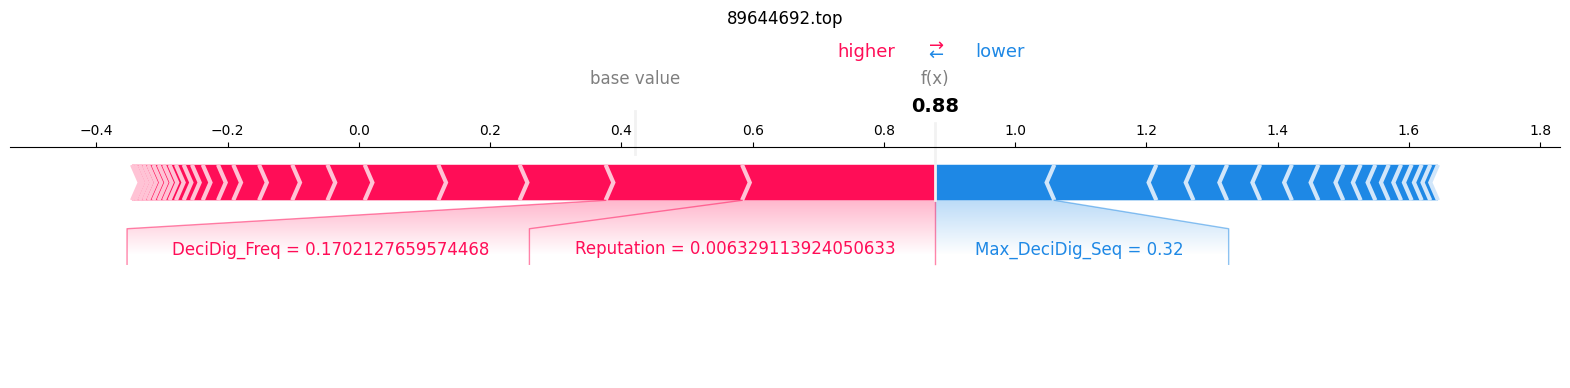 89644692.top
higher ⇄ lower
base value f(x)
0.88
−0.4 −0.2 0.0 0.2 0.4 0.6 0.8 1.0 1.2 1.4 1.6 1.8
DeciDig_Freq = 0.1702127659574468 Reputation = 0.006329113924050633 Max_DeciDig_Seq = 0.32